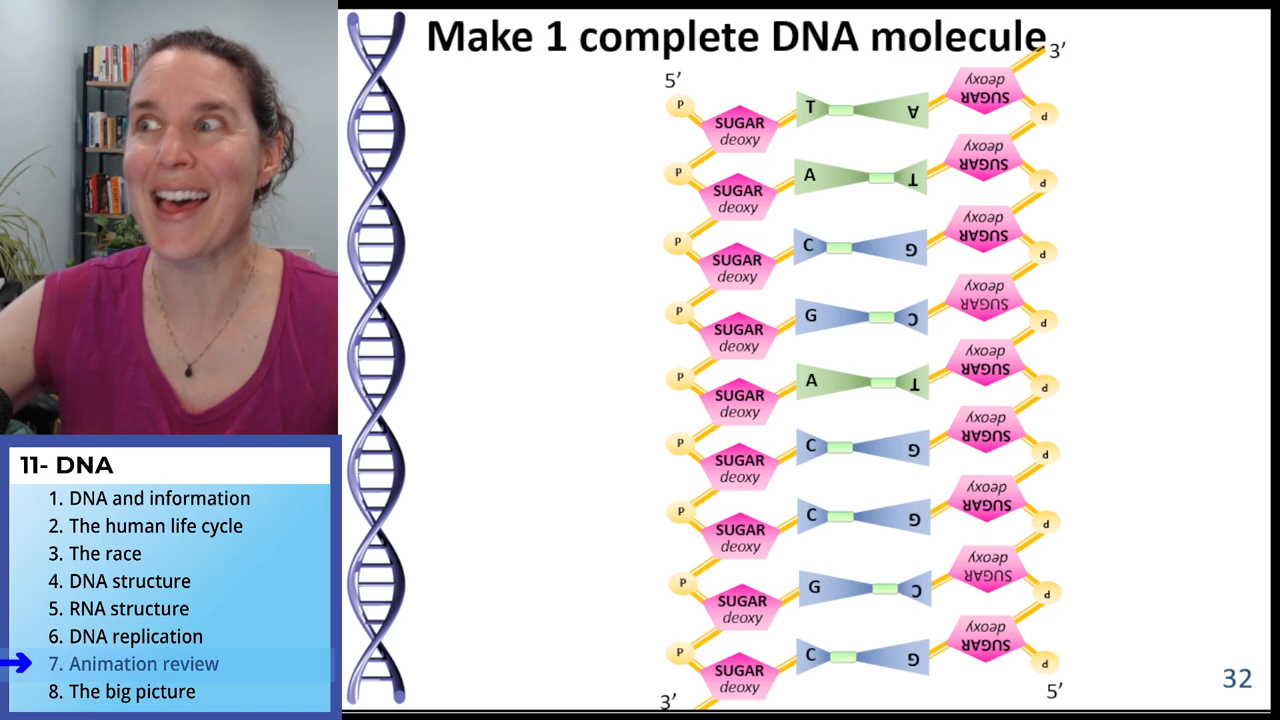 Make 1 complete DNA molecule
3’
5’
P
SUGAR
deoxy
T
A
SUGAR
deoxy
P
P
SUGAR
deoxy
A
T
SUGAR
deoxy
P
P
SUGAR
deoxy
C
G
SUGAR
deoxy
P
P
SUGAR
deoxy
G
C
SUGAR
deoxy
P
P
SUGAR
deoxy
A
T
SUGAR
deoxy
P
P
SUGAR
deoxy
C
G
SUGAR
deoxy
P
P
SUGAR
deoxy
C
G
SUGAR
deoxy
P
P
SUGAR
deoxy
G
C
SUGAR
deoxy
P
P
SUGAR
deoxy
C
G
SUGAR
deoxy
P
3’
5’
32
11- DNA
1. DNA and information
2. The human life cycle
3. The race
4. DNA structure
5. RNA structure
6. DNA replication
7. Animation review
8. The big picture